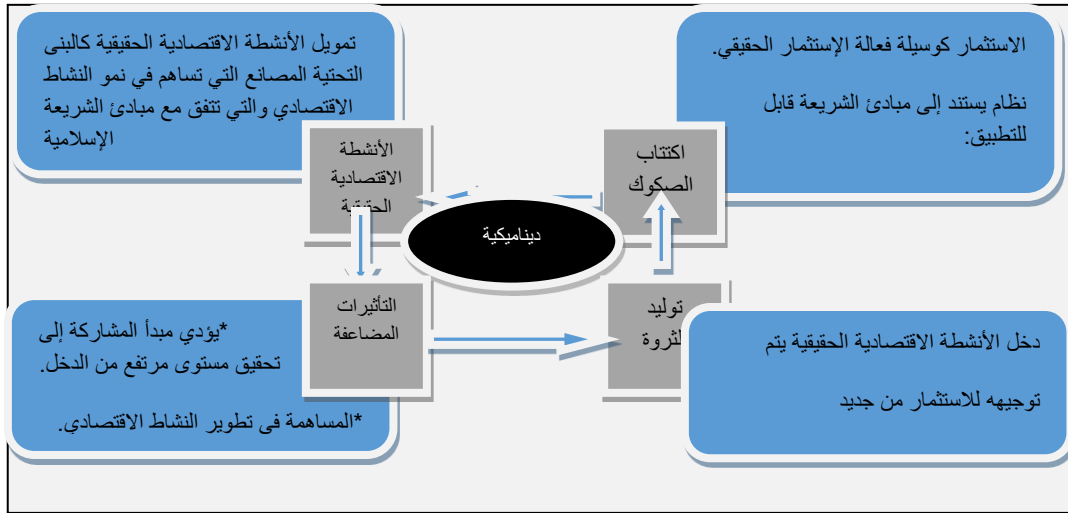 الاستثمار كوسيلة فعالة الإستثمار الحقيقي.
نظام يستند إلى مبادئ الشريعة قابل
للتطبيق:
تمويل الأنشطة الاقتصادية الحقيقية كالبنى
التحتية المصانع التي تساهم في نمو النشاط
الاقتصادي والتي تتفق مع مبادئ الشريعة
الإسلامية
اكتتاب
الصكوك
الأنشطة
الاقتصادية
الحقيقية
ديناميكية
التأثيرات
المضاعفة
توليد
الثروة
*يؤدي مبدأ المشاركة إلى
تحقيق مستوى مرتفع من الدخل.
*المساهمة فى تطوير النشاط الاقتصادي.
دخل الأنشطة الاقتصادية الحقيقية يتم
توجيهه للاستثمار من جديد